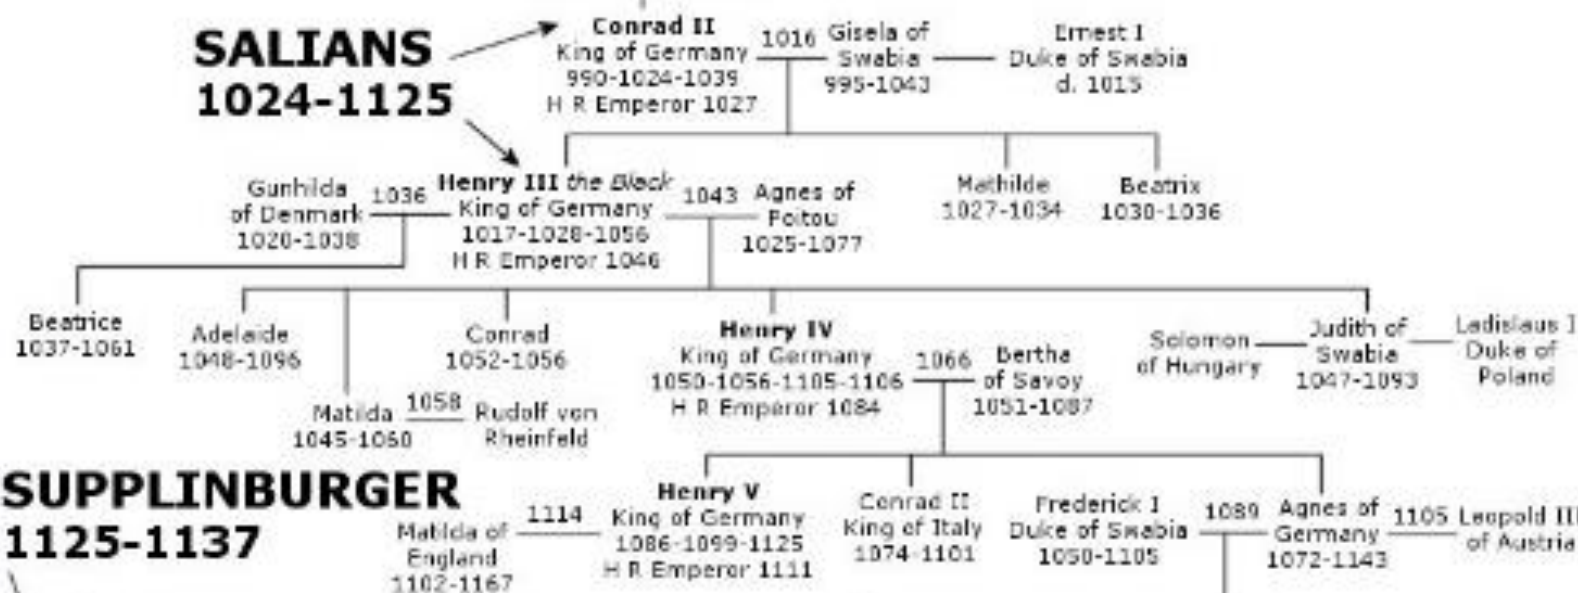 SALIANS
1024-1125
Conrad II
King of Germany
990-1024-1039
H R Emperor 1027
1016
Gisela of
Swabia
995-1043
Ernest I
Duke of Swabia
d. 1015
Gunhilda
of Denmark
1020-1038
1036
Henry III the Black
King of Germany
1017-1028-1056
H R Emperor 1046
1043
Agnes of
Poitou
1025-1077
Mathilde
1027-1034
Beatrix
1030-1036
Beatrice
1037-1061
Adelaide
1048-1096
Conrad
1052-1056
Henry IV
King of Germany
1050-1056-1105-1106
H R Emperor 1084
1066
Bertha
of Savoy
1051-1087
Solomon
of Hungary
Judith of
Swabia
1047-1093
Ladislaus I
Duke of
Poland
Matilda
1045-1060
1058
Rudolf von
Rheinfeld
SUPPLINBURGER
1125-1137
Matilda of
England
1102-1167
1114
Henry V
King of Germany
1086-1099-1125
H R Emperor 1111
Conrad II
King of Italy
1074-1101
Frederick I
Duke of Swabia
1050-1105
1089
Agnes of
Germany
1072-1143
1105
Leopold III
of Austria